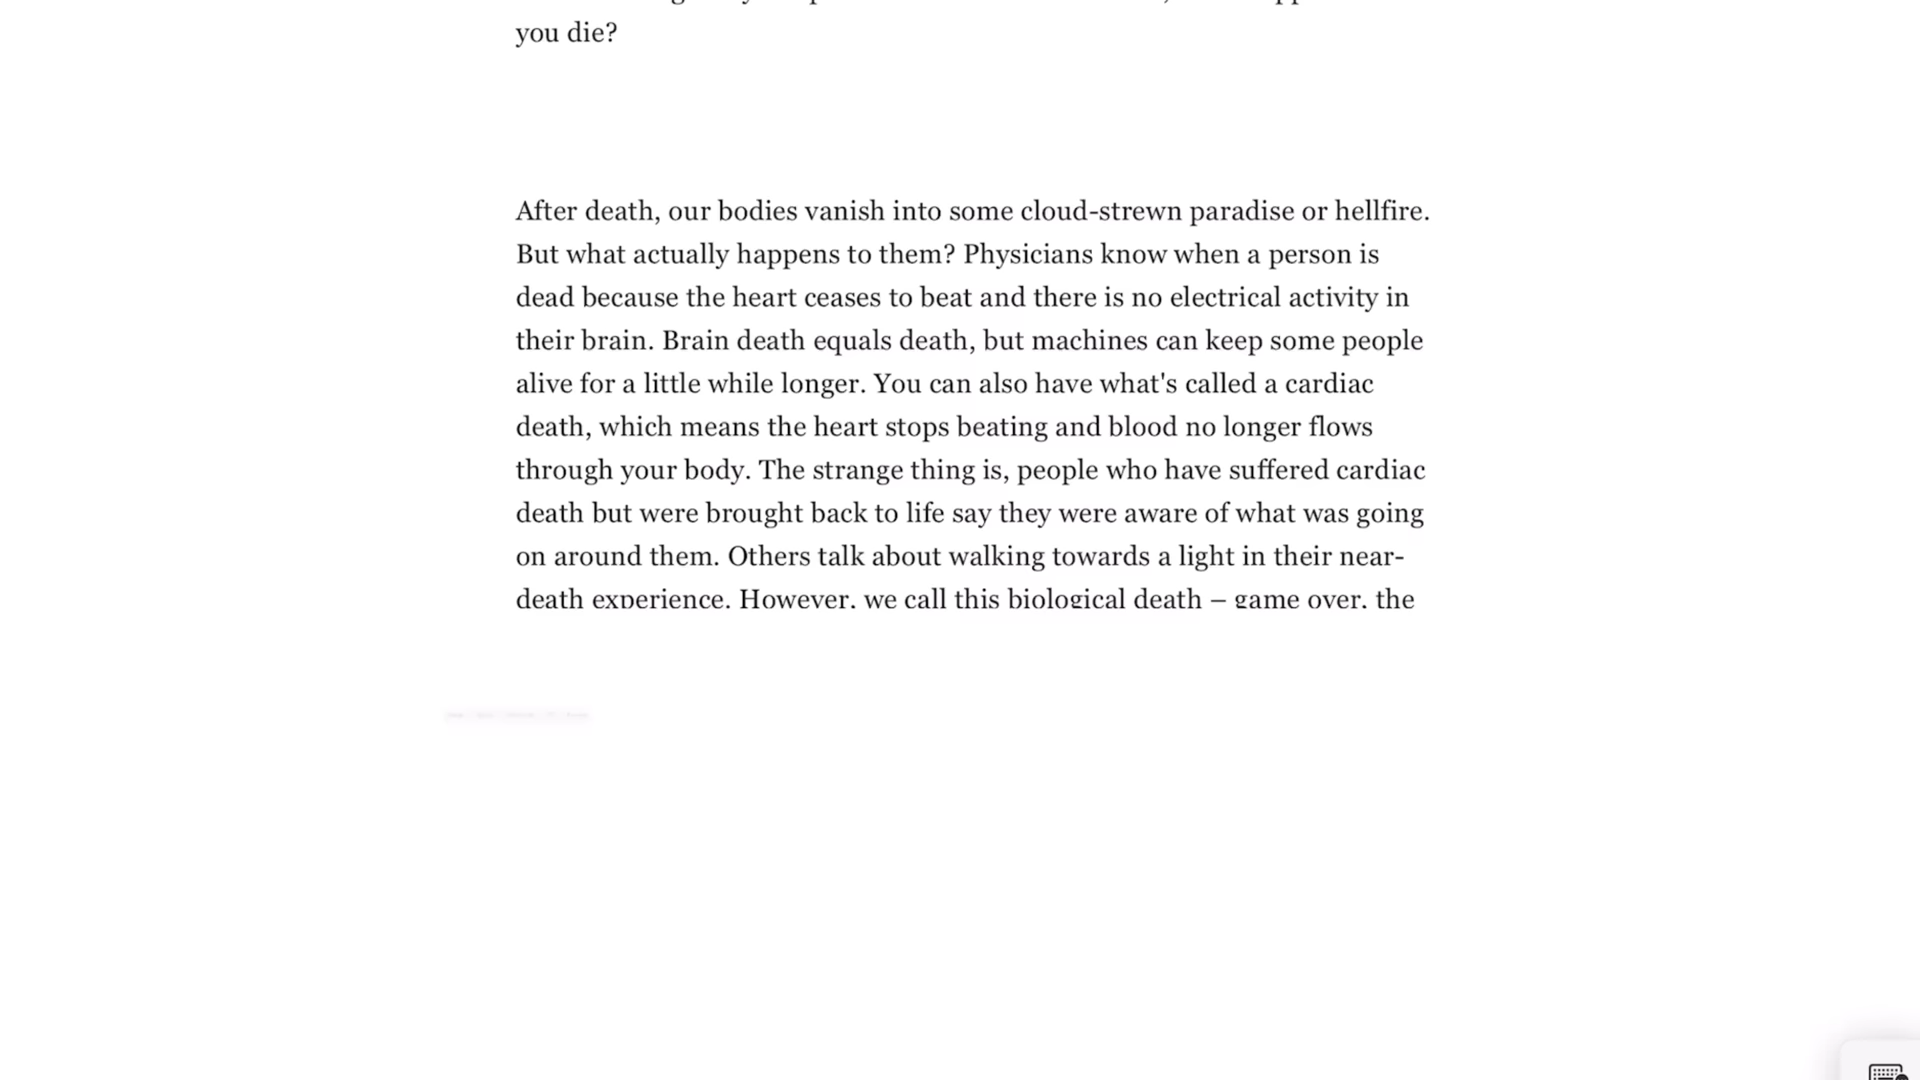 you die?
After death, our bodies vanish into some cloud-strewn paradise or hellfire.
But what actually happens to them? Physicians know when a person is
dead because the heart ceases to beat and there is no electrical activity in
their brain. Brain death equals death, but machines can keep some people
alive for a little while longer. You can also have what's called a cardiac
death, which means the heart stops beating and blood no longer flows
through your body. The strange thing is, people who have suffered cardiac
death but were brought back to life say they were aware of what was going
on around them. Others talk about walking towards a light in their near-
death experience. However, we call this biological death – game over, the